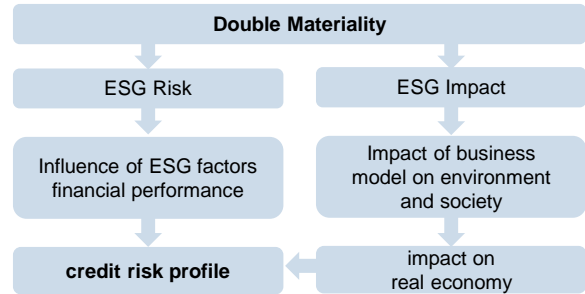 Double Materiality
ESG Risk
ESG Impact
Influence of ESG factors
financial performance
Impact of business
model on environment
and society
credit risk profile
impact on
real economy